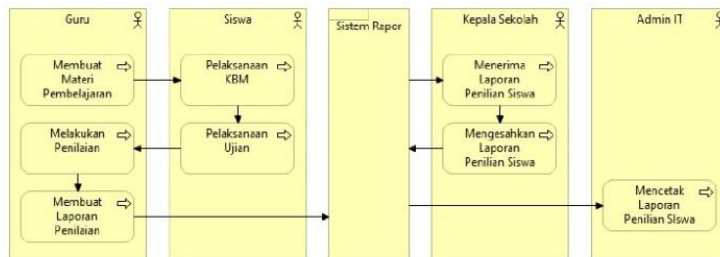 Guru
Siswa
Sistem Rapor
Kepala Sekolah
Admin IT
Membuat
Materi
Pembelajaran
Pelaksanaan
KBM
Menerima
Laporan
Penilian Siswa
Melakukan
Penilaian
Pelaksanaan
Ujian
Mengesahkan
Laporan
Penilian Siswa
Membuat
Laporan
Penilaian
Mencetak
Laporan
Penilian SIswa